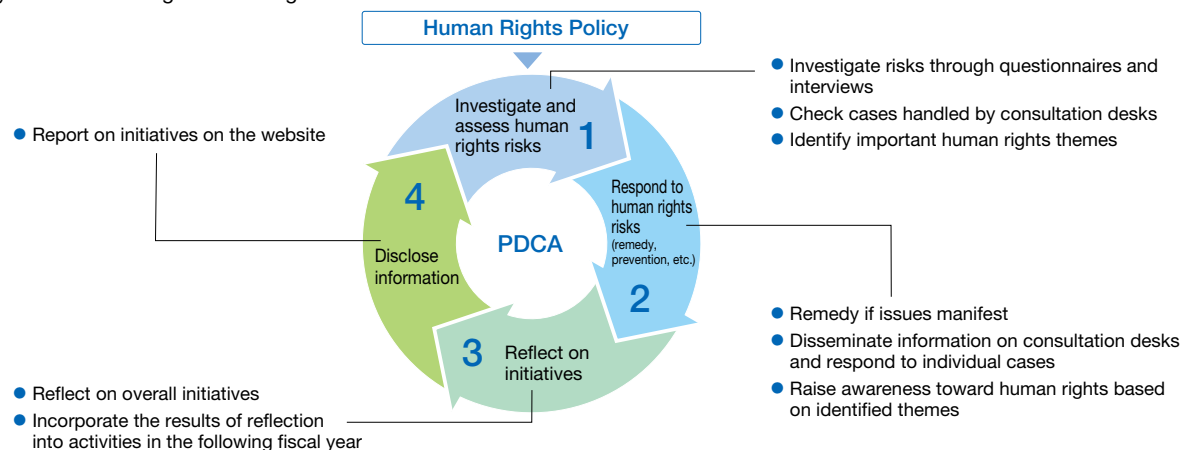 Human Rights Policy
Investigate and
assess human
rights risks
1
● Investigate risks through questionnaires and
interviews
● Check cases handled by consultation desks
● Identify important human rights themes
Respond to
human rights
risks
(remedy,
prevention, etc.)
2
● Remedy if issues manifest
● Disseminate information on consultation desks
and respond to individual cases
● Raise awareness toward human rights based
on identified themes
3
Reflect on
initiatives
● Reflect on overall initiatives
● Incorporate the results of reflection
into activities in the following fiscal year
4
Disclose
information
● Report on initiatives on the website
PDCA